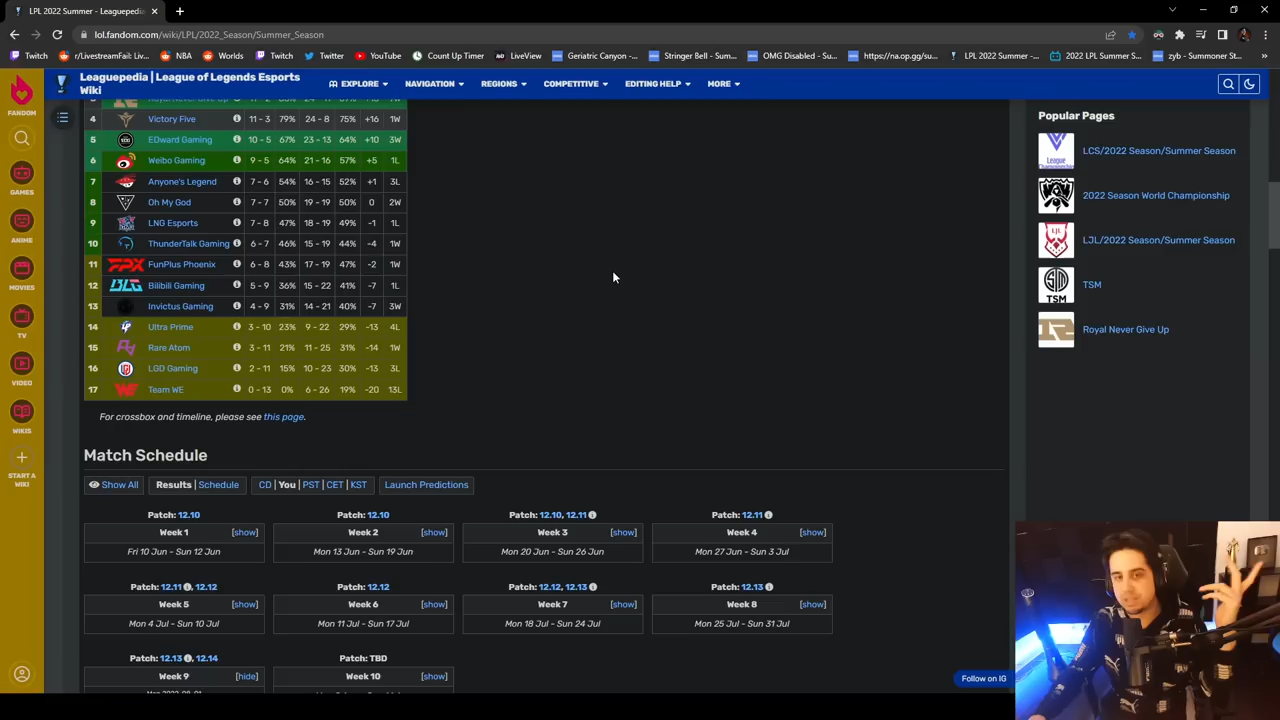 LPL 2022 Summer - Leaguepedia
lol.fandom.com/wiki/LPL/2022_Season/Summer_Season
Twitch r/LivestreamFail: Li... NBA Worlds Twitch Twitter YouTube Count Up Timer LiveView Geriatric Canyon -... Stringer Bell - Sum... OMG Disabled - Su... https://na.op.gg/su... LPL 2022 Summer -... 2022 LPL Summer... zyb - Summoner St...
Leaguepedia | League of Legends Esports
Wiki
EXPLORE NAVIGATION REGIONS COMPETITIVE EDITING HELP MORE
FANDOM
GAMES
ANIME
MOVIES
TV
VIDEO
WIKIS
START A
WIKI
4 Victory Five 11 - 3 79% 24 - 8 75% +16 1W
5 EDward Gaming 10 - 5 67% 23 - 13 64% +10 3W
6 Weibo Gaming 9 - 5 64% 21 - 16 57% +5 1L
7 Anyone's Legend 7 - 6 54% 16 - 15 52% +1 3L
8 Oh My God 7 - 7 50% 19 - 19 50% 0 2W
9 LNG Esports 7 - 8 47% 18 - 19 49% -1 1L
10 ThunderTalk Gaming 6 - 7 46% 15 - 19 44% -4 1W
11 FPX FunPlus Phoenix 6 - 8 43% 17 - 19 47% -2 1W
12 BLG Bilibili Gaming 5 - 9 36% 15 - 22 41% -7 1L
13 Invictus Gaming 4 - 9 31% 14 - 21 40% -7 3W
14 Ultra Prime 3 - 10 23% 9 - 22 29% -13 4L
15 Rare Atom 3 - 11 21% 11 - 25 31% -14 1W
16 LGD Gaming 2 - 11 15% 10 - 23 30% -13 3L
17 Team WE 0 - 13 0% 6 - 26 19% -20 13L
For crossbox and timeline, please see this page.
Match Schedule
Show All Results | Schedule CD | You | PST | CET | KST Launch Predictions
Patch: 12.10 Patch: 12.10 Patch: 12.10, 12.11 Patch: 12.11
Week 1 [show] Week 2 [show] Week 3 [show] Week 4 [show]
Fri 10 Jun - Sun 12 Jun Mon 13 Jun - Sun 19 Jun Mon 20 Jun - Sun 26 Jun Mon 27 Jun - Sun 3 Jul
Patch: 12.11, 12.12 Patch: 12.12 Patch: 12.12, 12.13 Patch: 12.13
Week 5 [show] Week 6 [show] Week 7 [show] Week 8 [show]
Mon 4 Jul - Sun 10 Jul Mon 11 Jul - Sun 17 Jul Mon 18 Jul - Sun 24 Jul Mon 25 Jul - Sun 31 Jul
Patch: 12.13, 12.14 Patch: TBD
Week 9 [hide] Week 10 [show]
Popular Pages
LCS/2022 Season/Summer Season
2022 Season World Championship
LJL/2022 Season/Summer Season
TSM
TSM
Royal Never Give Up
Follow on IG